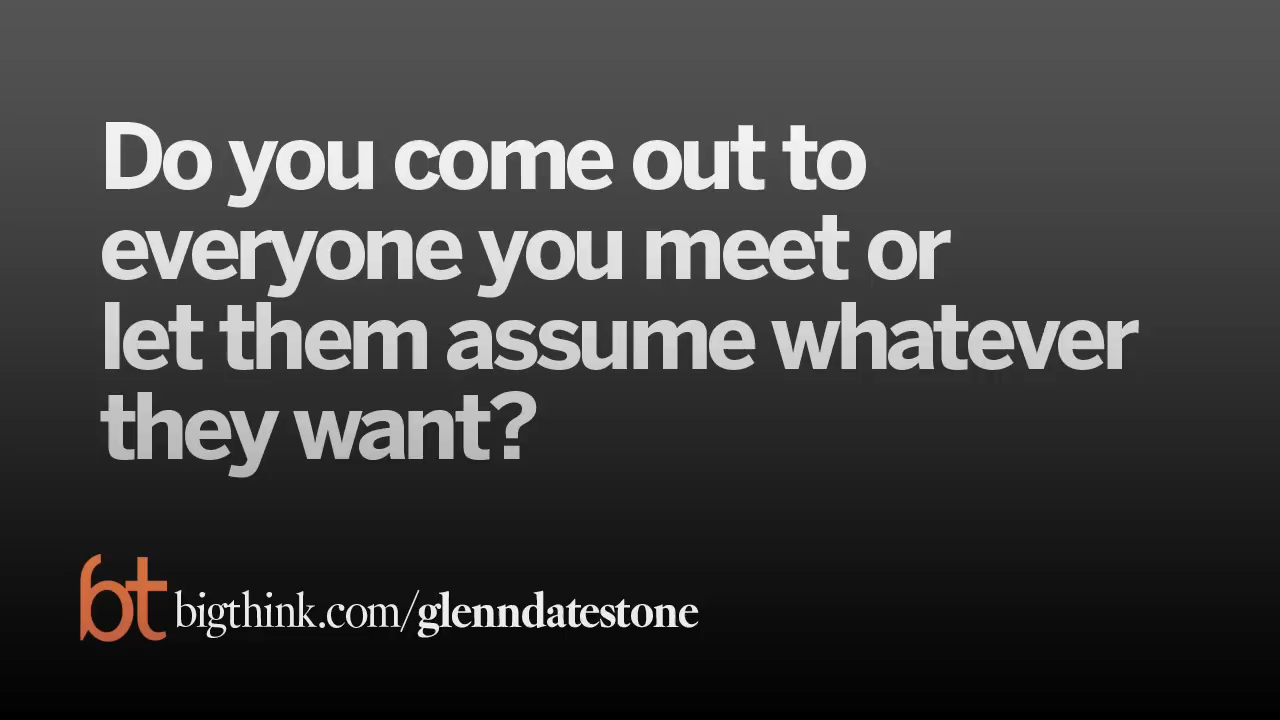 Do you come out to
everyone you meet or
let them assume whatever
they want?
bt bigthink.com/glenndatestone